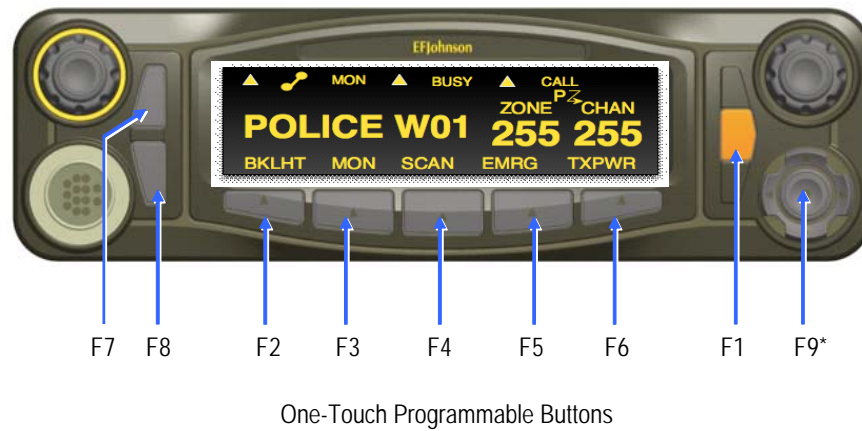 EFJohnson
MON BUSY CALL
P
ZONE CHAN
POLICE W01 255 255
BKLHT MON SCAN EMRG TXPWR
F7 F8 F2 F3 F4 F5 F6 F1 F9*
One-Touch Programmable Buttons